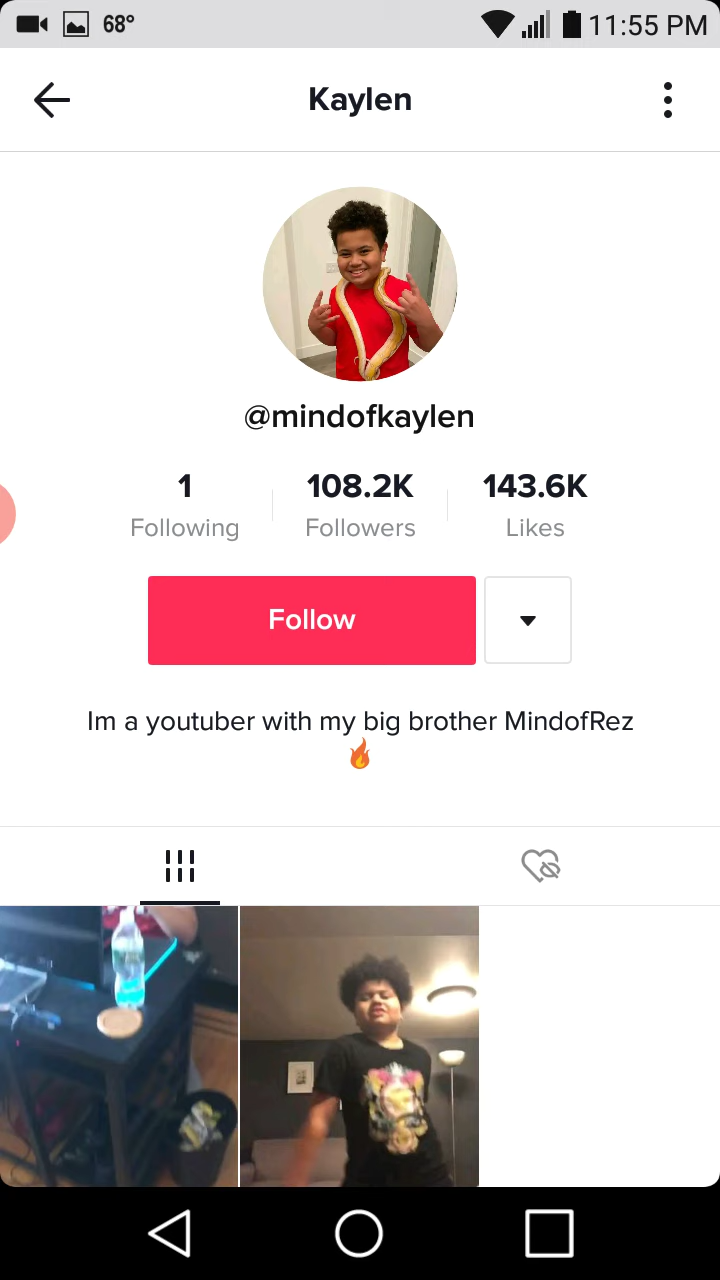 68°
11:55 PM
Kaylen
@mindofkaylen
1
108.2K
143.6K
Following
Followers
Likes
Follow
Im a youtuber with my big brother MindofRez
🔥